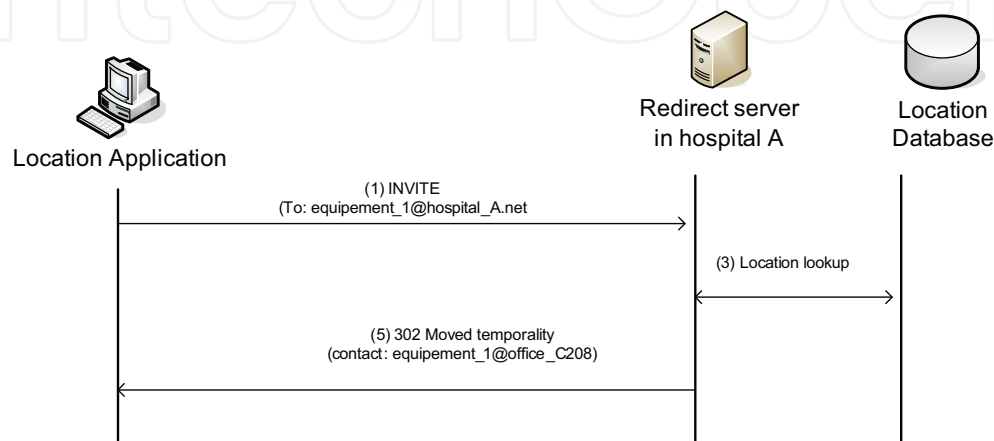 Redirect server
in hospital A
Location
Database
Location Application
(1) INVITE
(To: equipement_1@hospital_A.net
(3) Location lookup
(5) 302 Moved temporality
(contact: equipement_1@office_C208)